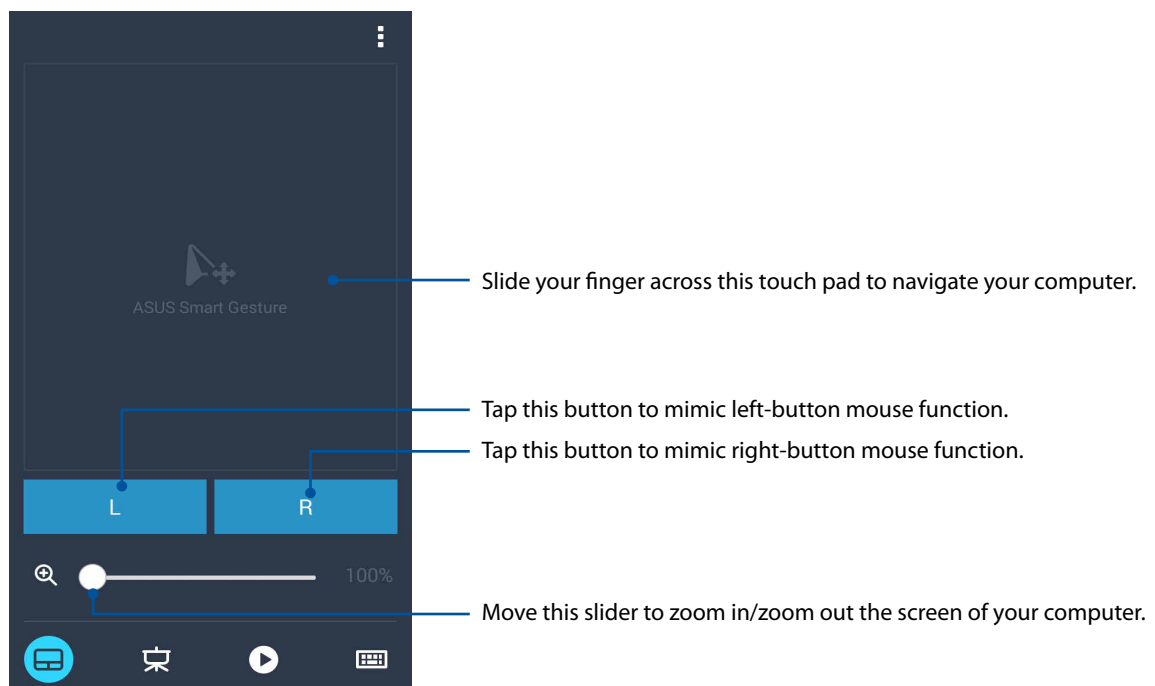 ASUS Smart Gesture
Slide your finger across this touch pad to navigate your computer.
Tap this button to mimic left-button mouse function.
Tap this button to mimic right-button mouse function.
L R
100%
Move this slider to zoom in/zoom out the screen of your computer.